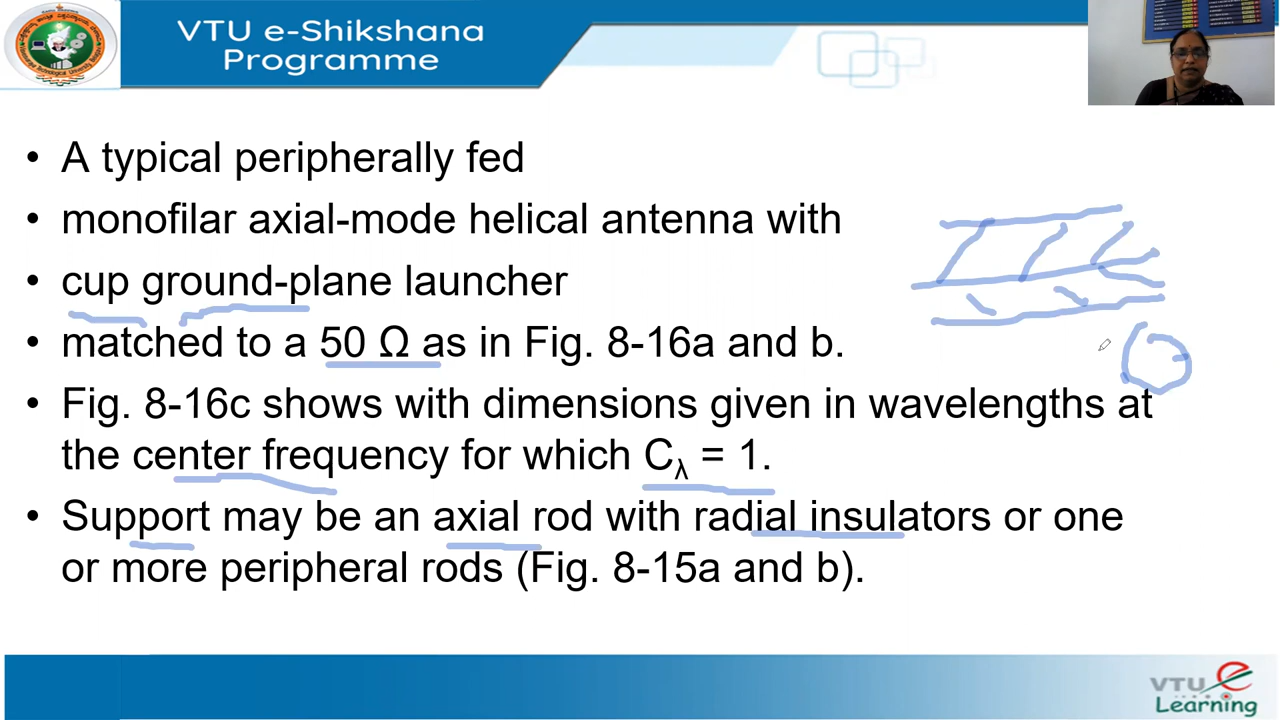 VTU e-Shikshana
Programme
• A typical peripherally fed
• monofilar axial-mode helical antenna with
• cup ground-plane launcher
• matched to a 50 Ω as in Fig. 8-16a and b.
• Fig. 8-16c shows with dimensions given in wavelengths at
the center frequency for which Cλ = 1.
• Support may be an axial rod with radial insulators or one
or more peripheral rods (Fig. 8-15a and b).
VTU e
Learning